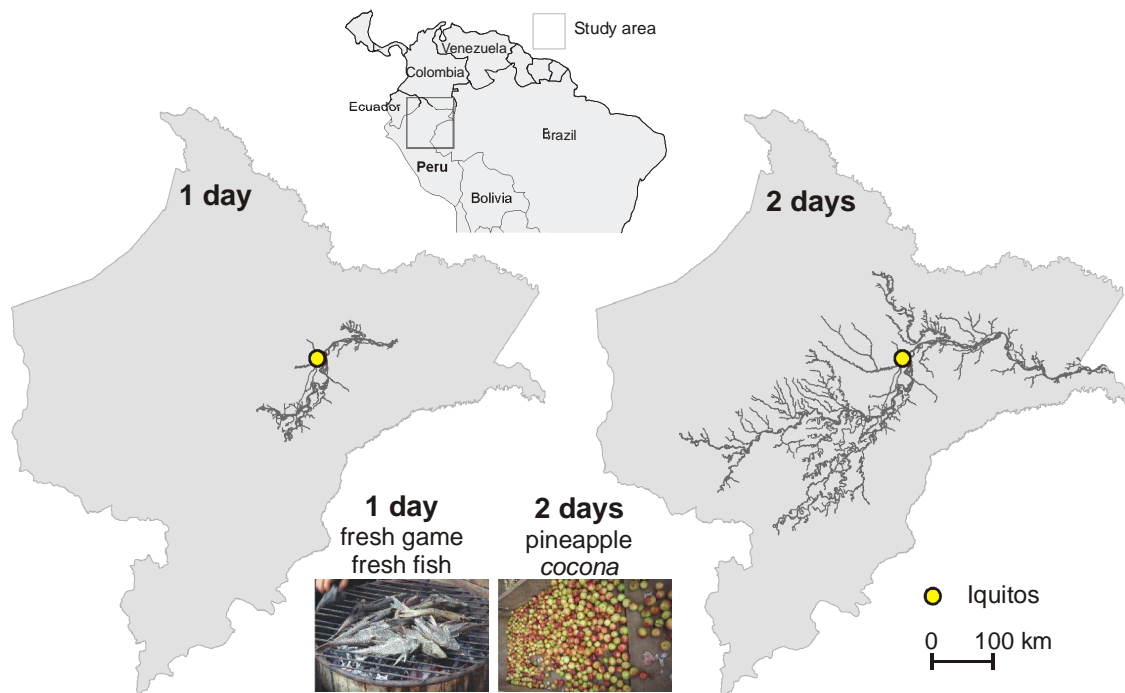 Study area
Venezuela
Colombia
Ecuador
Brazil
Peru
Bolivia
1 day
2 days
1 day
fresh game
fresh fish
2 days
pineapple
cocona
Iquitos
0 100 km